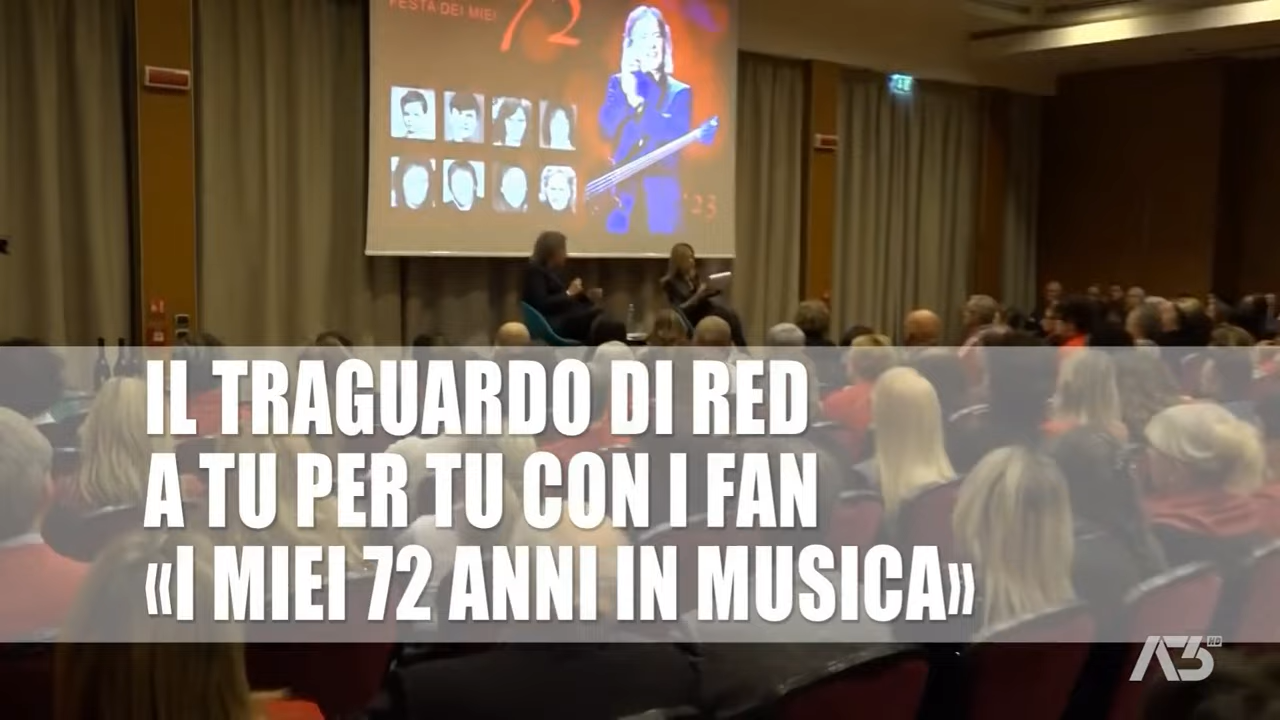 FESTA DEI MIEI 72
'23
IL TRAGUARDO DI RED
A TU PER TU CON I FAN
«I MIEI 72 ANNI IN MUSICA»
A3 HD